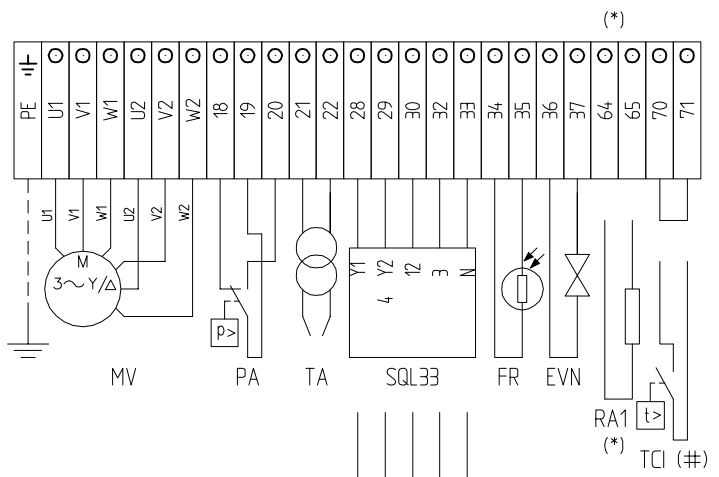 (*)
PE U1 V1 W1 U2 V2 W2 18 19 20 21 22 28 29 30 32 33 34 35 36 37 64 65 70 71
U1 V1 W1 U2 V2 W2
M
3~Y/Δ
Y1 Y2 12 3 N
4
p>
MV PA TA SQL33 FR EVN
RA1
(*)
t>
TCI (#)